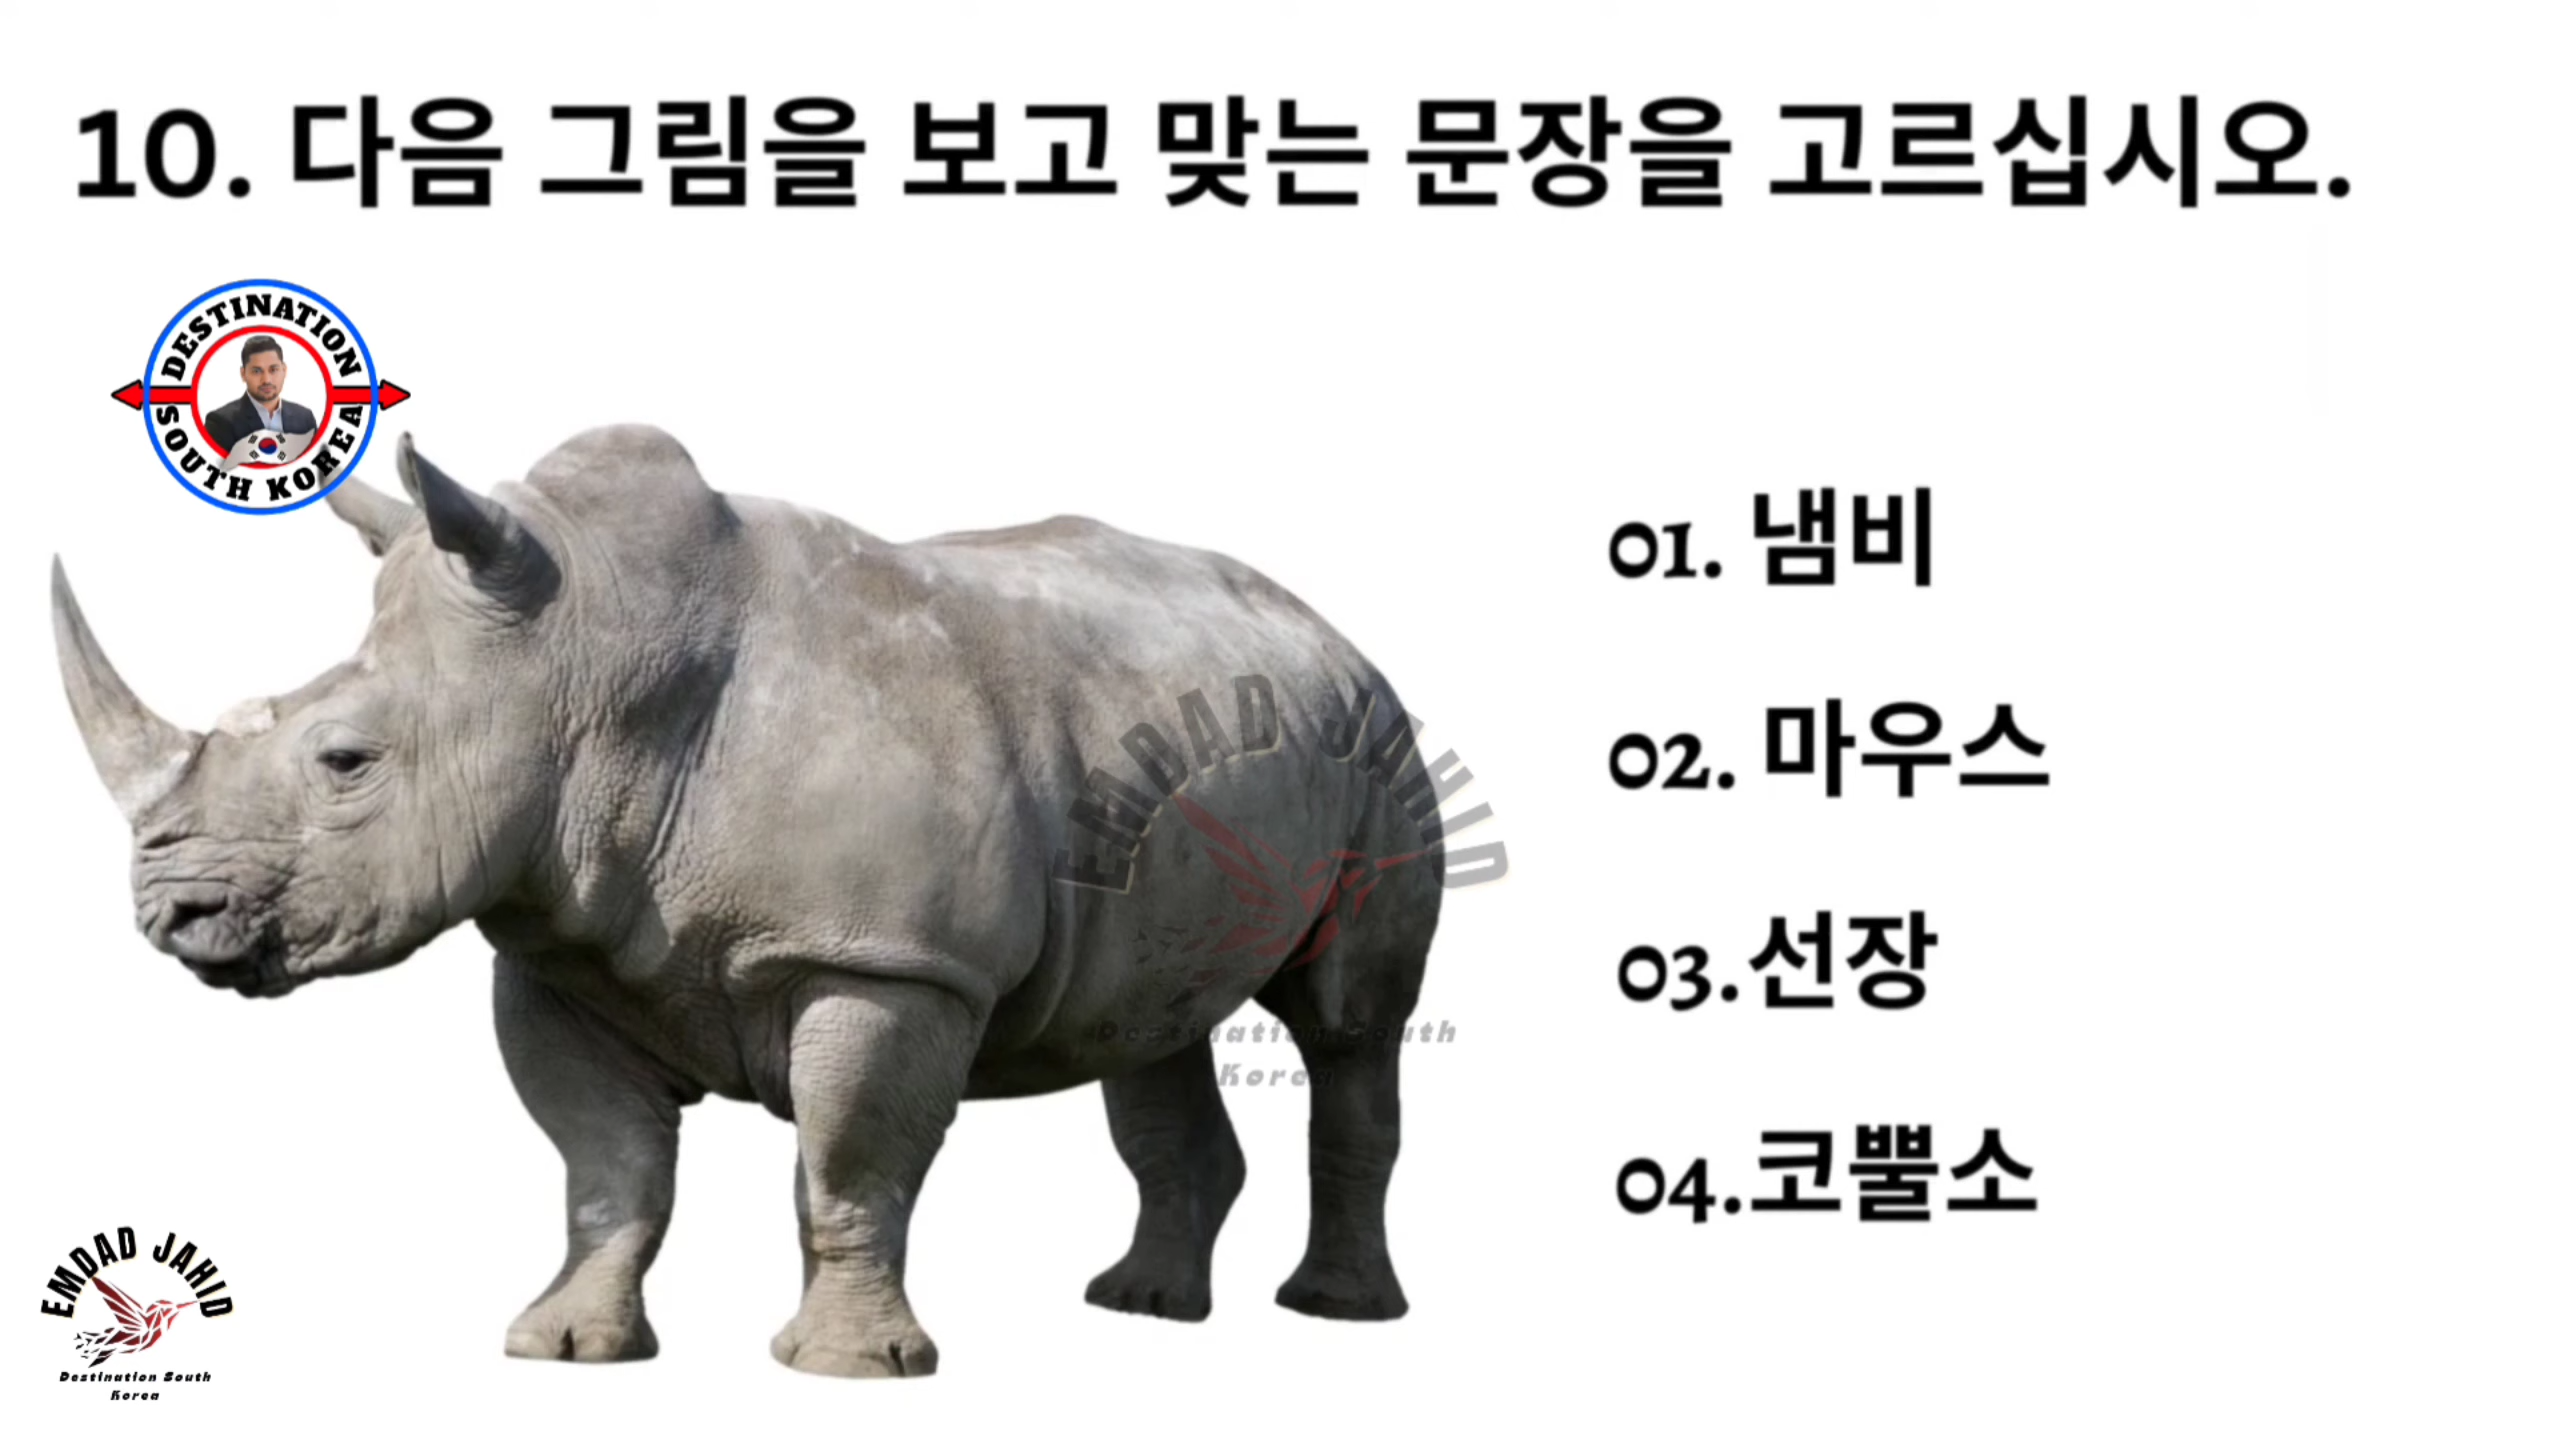 10. 다음 그림을 보고 맞는 문장을 고르십시오.
DESTINATION
SOUTH KOREA
01. 냄비
02. 마우스
03.선장
04.코뿔소
EMDAD JAHID
Destination South
Korea
EMDAD JAHID
Destination South
Korea